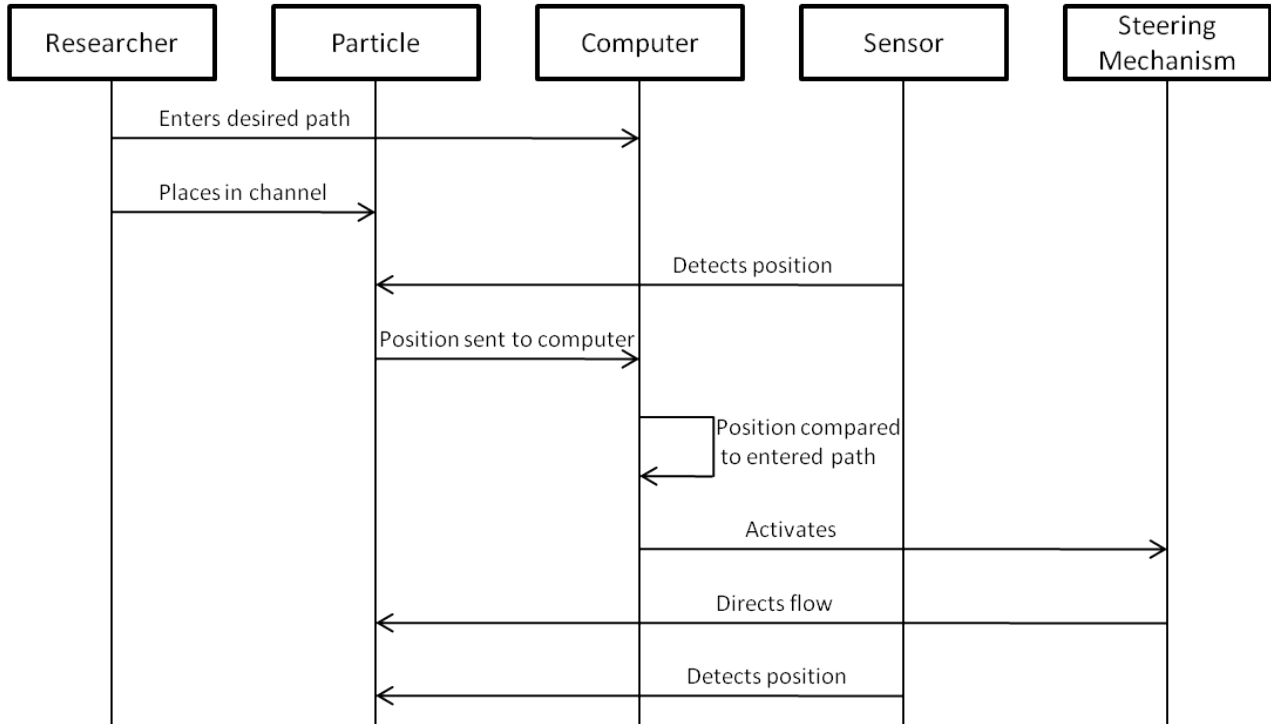 Researcher
Particle
Computer
Sensor
Steering
Mechanism
Enters desired path
Places in channel
Detects position
Position sent to computer
Position compared
to entered path
Activates
Directs flow
Detects position